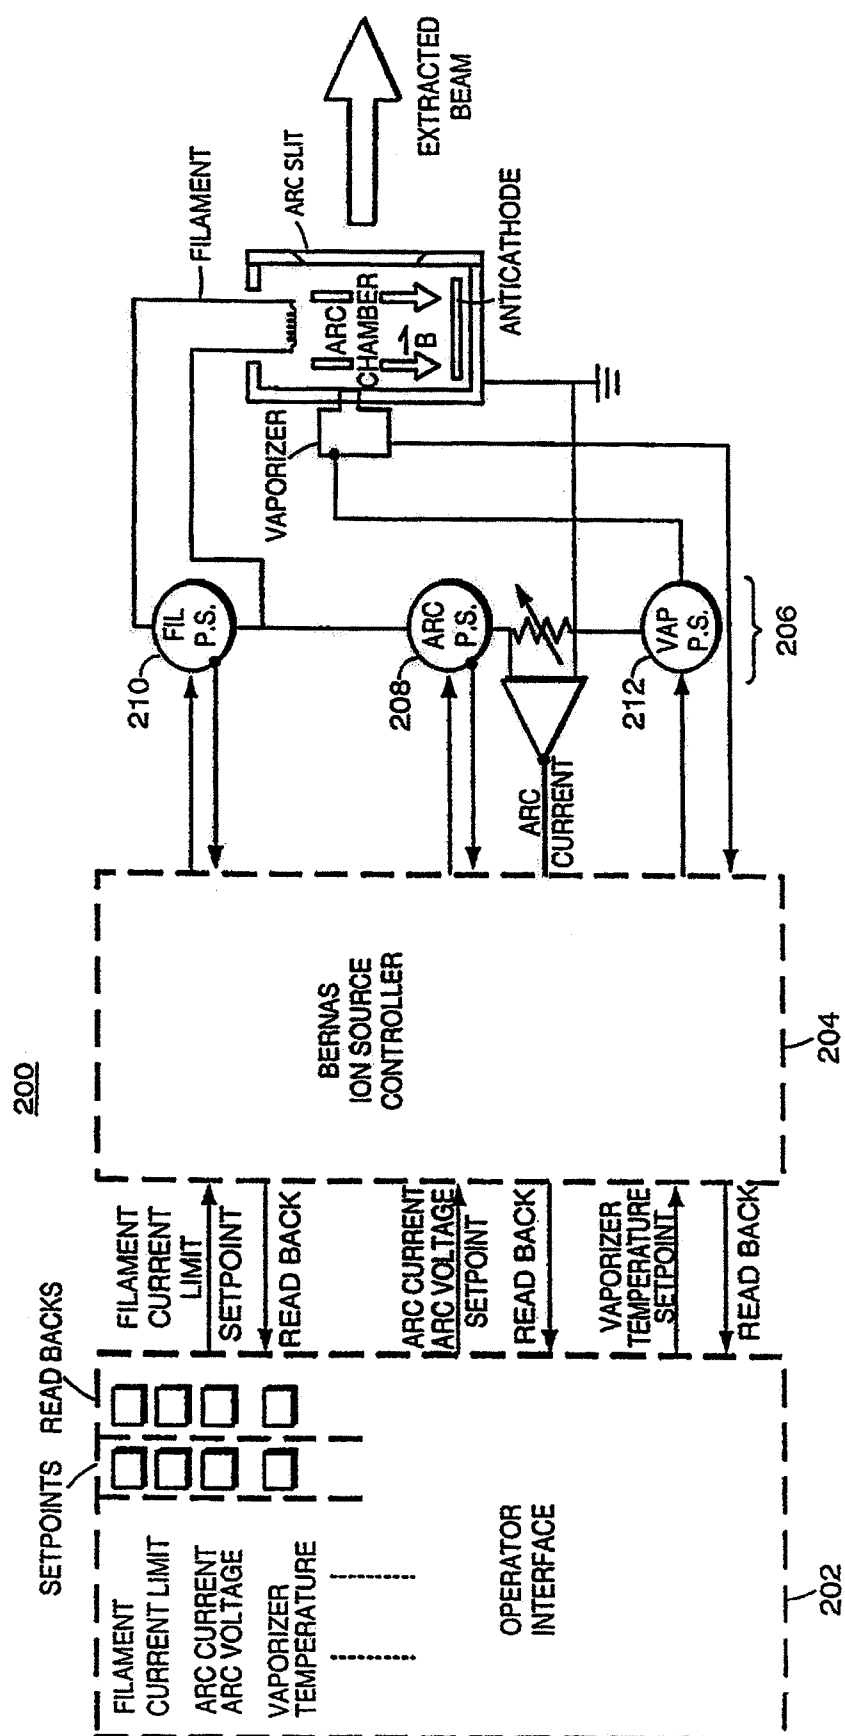 200
SETPOINTS
READ BACKS
FILAMENT
CURRENT LIMIT
ARC CURRENT
ARC VOLTAGE
VAPORIZER
TEMPERATURE
OPERATOR
INTERFACE
202
FILAMENT
CURRENT
LIMIT
SETPOINT
READ BACK
ARC CURRENT
ARC VOLTAGE
SETPOINT
READ BACK
VAPORIZER
TEMPERATURE
SETPOINT
READ BACK
BERNAS
ION SOURCE
CONTROLLER
204
210
FIL
P.S.
208
ARC
P.S.
ARC
CURRENT
212
VAP
P.S.
206
VAPORIZER
FILAMENT
ARC SLIT
ARC
CHAMBER
B
ANTICATHODE
EXTRACTED
BEAM